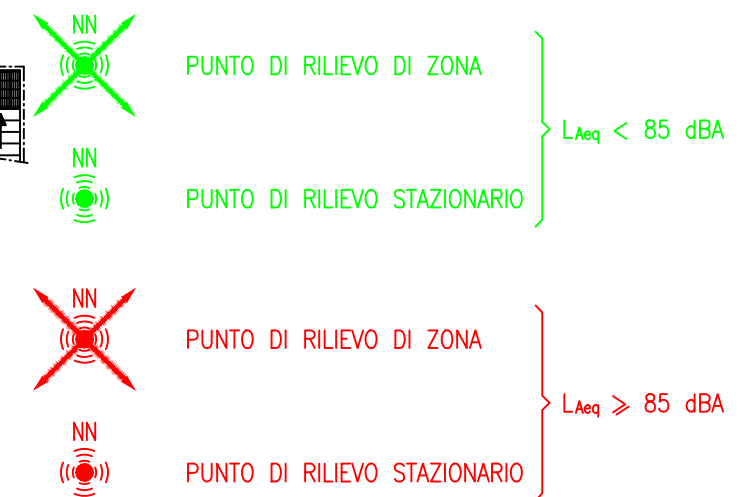 NN
PUNTO DI RILIEVO DI ZONA
LAeq < 85 dBA
NN
PUNTO DI RILIEVO STAZIONARIO
NN
PUNTO DI RILIEVO DI ZONA
LAeq ⩾ 85 dBA
NN
PUNTO DI RILIEVO STAZIONARIO